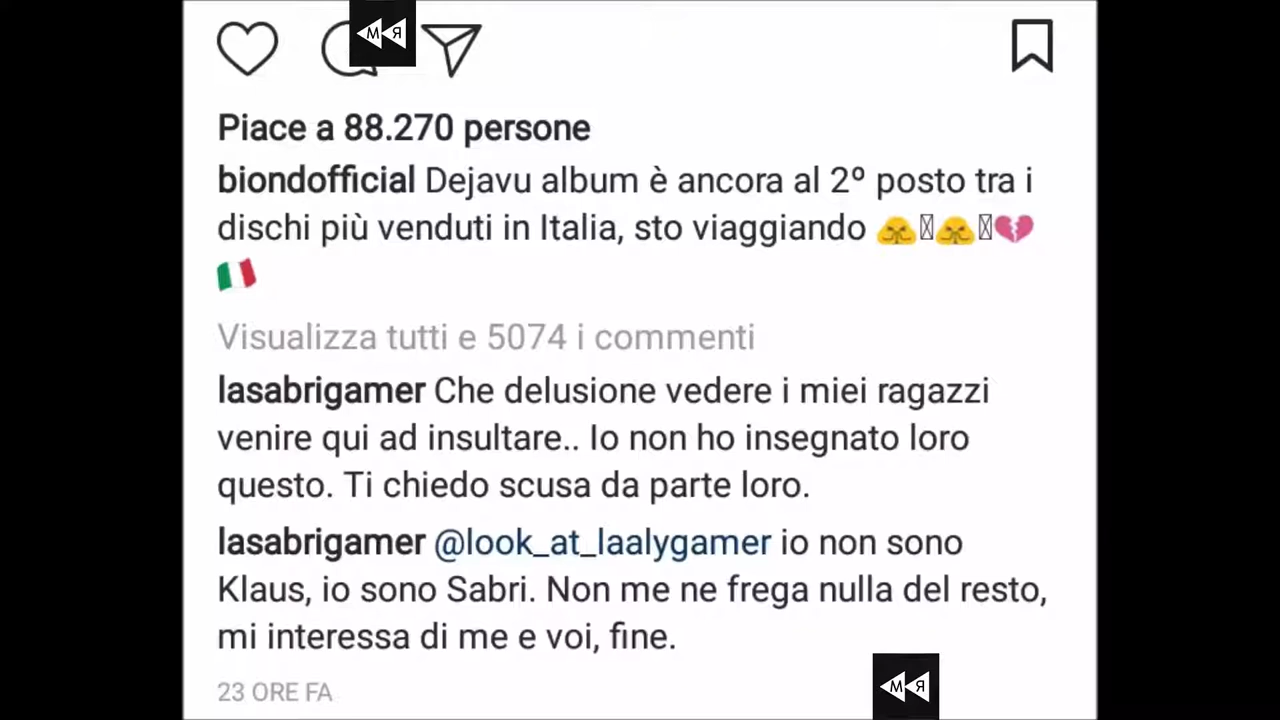 MR
Piace a 88.270 persone
biondofficial Dejavu album è ancora al 2º posto tra i
dischi più venduti in Italia, sto viaggiando 🙇🙇💔
🇮🇹
Visualizza tutti e 5074 i commenti
lasabrigamer Che delusione vedere i miei ragazzi
venire qui ad insultare.. Io non ho insegnato loro
questo. Ti chiedo scusa da parte loro.
lasabrigamer @look_at_laalygamer io non sono
Klaus, io sono Sabri. Non me ne frega nulla del resto,
mi interessa di me e voi, fine.
23 ORE FA
MR